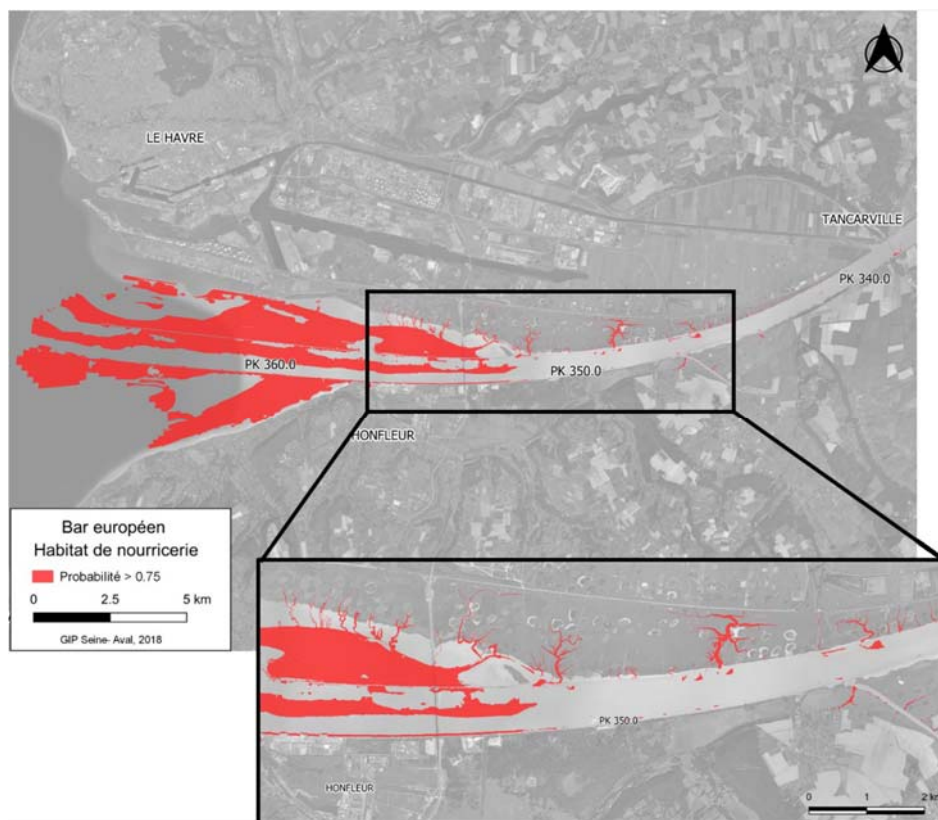 LE HAVRE
TANCARVILLE
PK 340.0
PK 360.0
PK 350.0
HONFLEUR
Bar européen
Habitat de nourricerie
Probabilité > 0,75
0 2.5 5 km
GIP Seine- Aval, 2018
PK 350.0
HONFLEUR
0 1 2 km